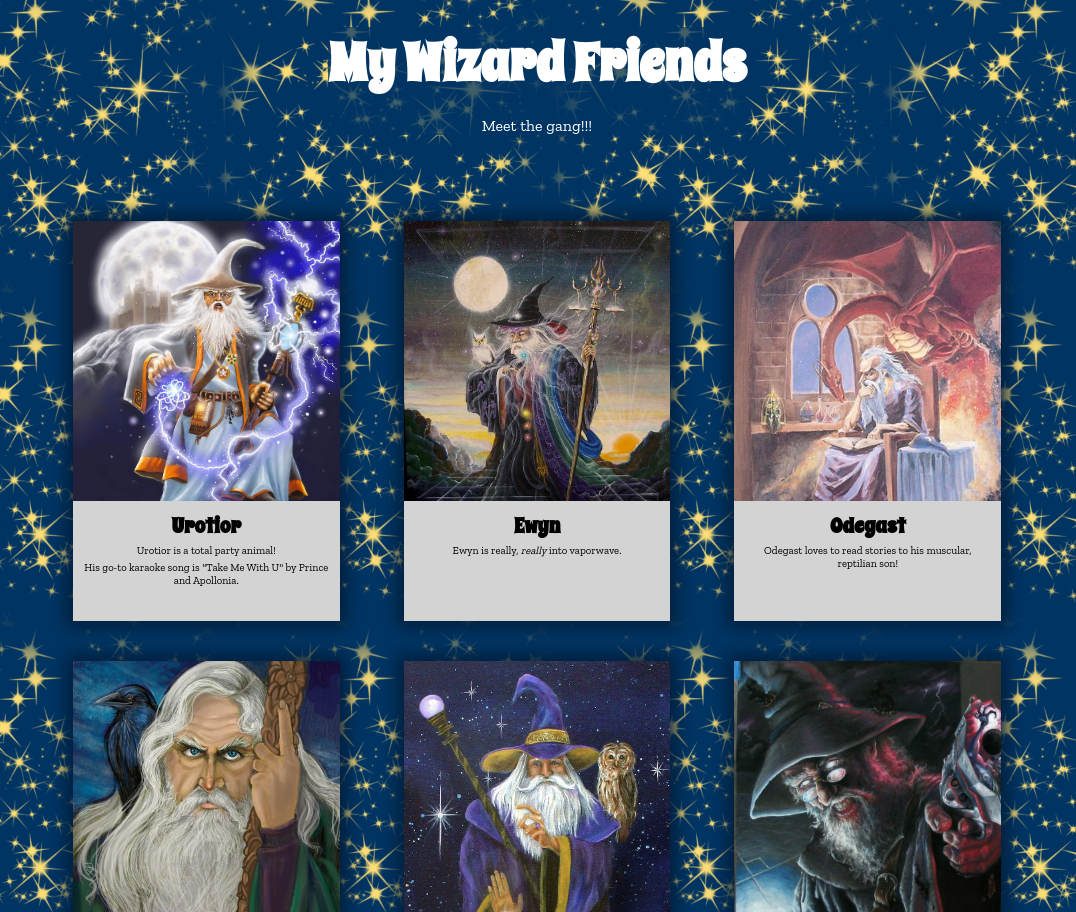 My Wizard Friends
Meet the gang!!!
Urotior
Urotior is a total party animal!
His go-to karaoke song is "Take Me With U" by Prince
and Apollonia.
Ewyn
Ewyn is really, really into vaporwave.
Odegast
Odegast loves to read stories to his muscular,
reptilian son!